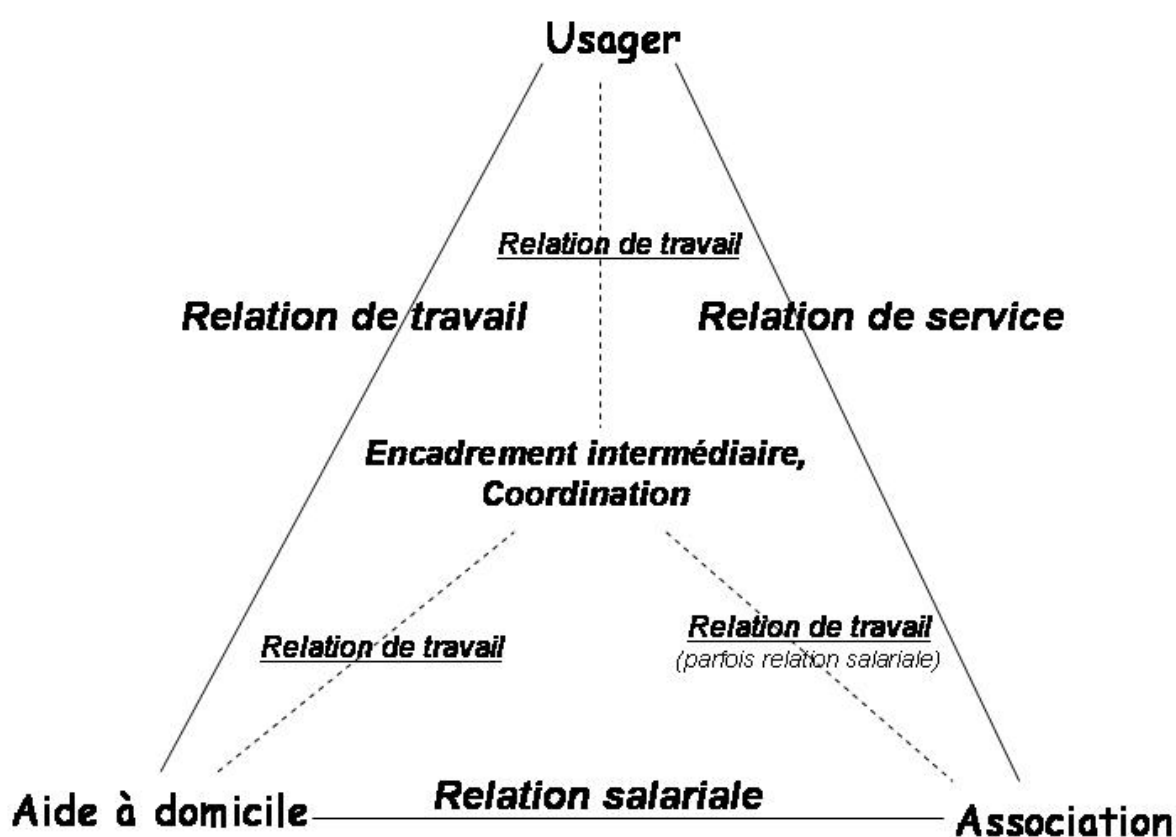 Usager
Relation de travail
Relation de travail
Relation de service
Encadrement intermédiaire,
Coordination
Relation de travail
Relation de travail
(parfois relation salariale)
Aide à domicile
Relation salariale
Association